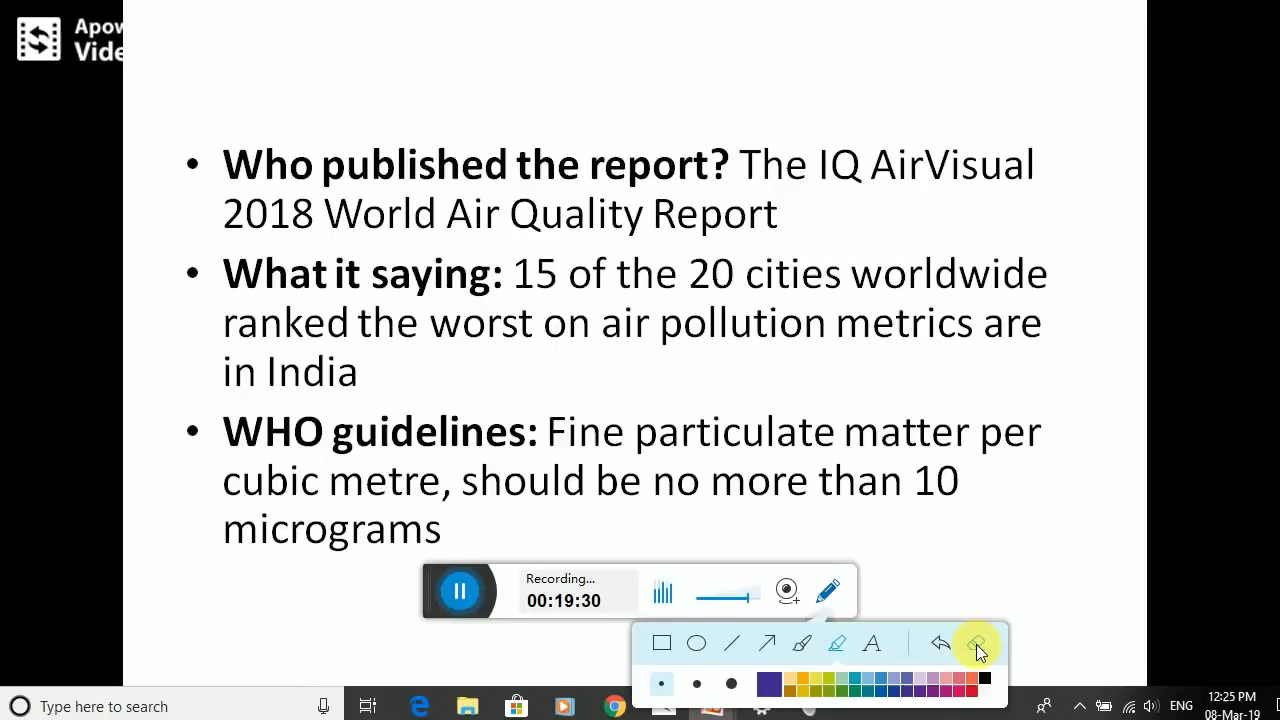 Apow
Vide
• Who published the report? The IQ AirVisual
2018 World Air Quality Report
• What it saying: 15 of the 20 cities worldwide
ranked the worst on air pollution metrics are
in India
• WHO guidelines: Fine particulate matter per
cubic metre, should be no more than 10
micrograms
Recording...
00:19:30
A
Type here to search
ENG
12:25 PM
08-Mar-19